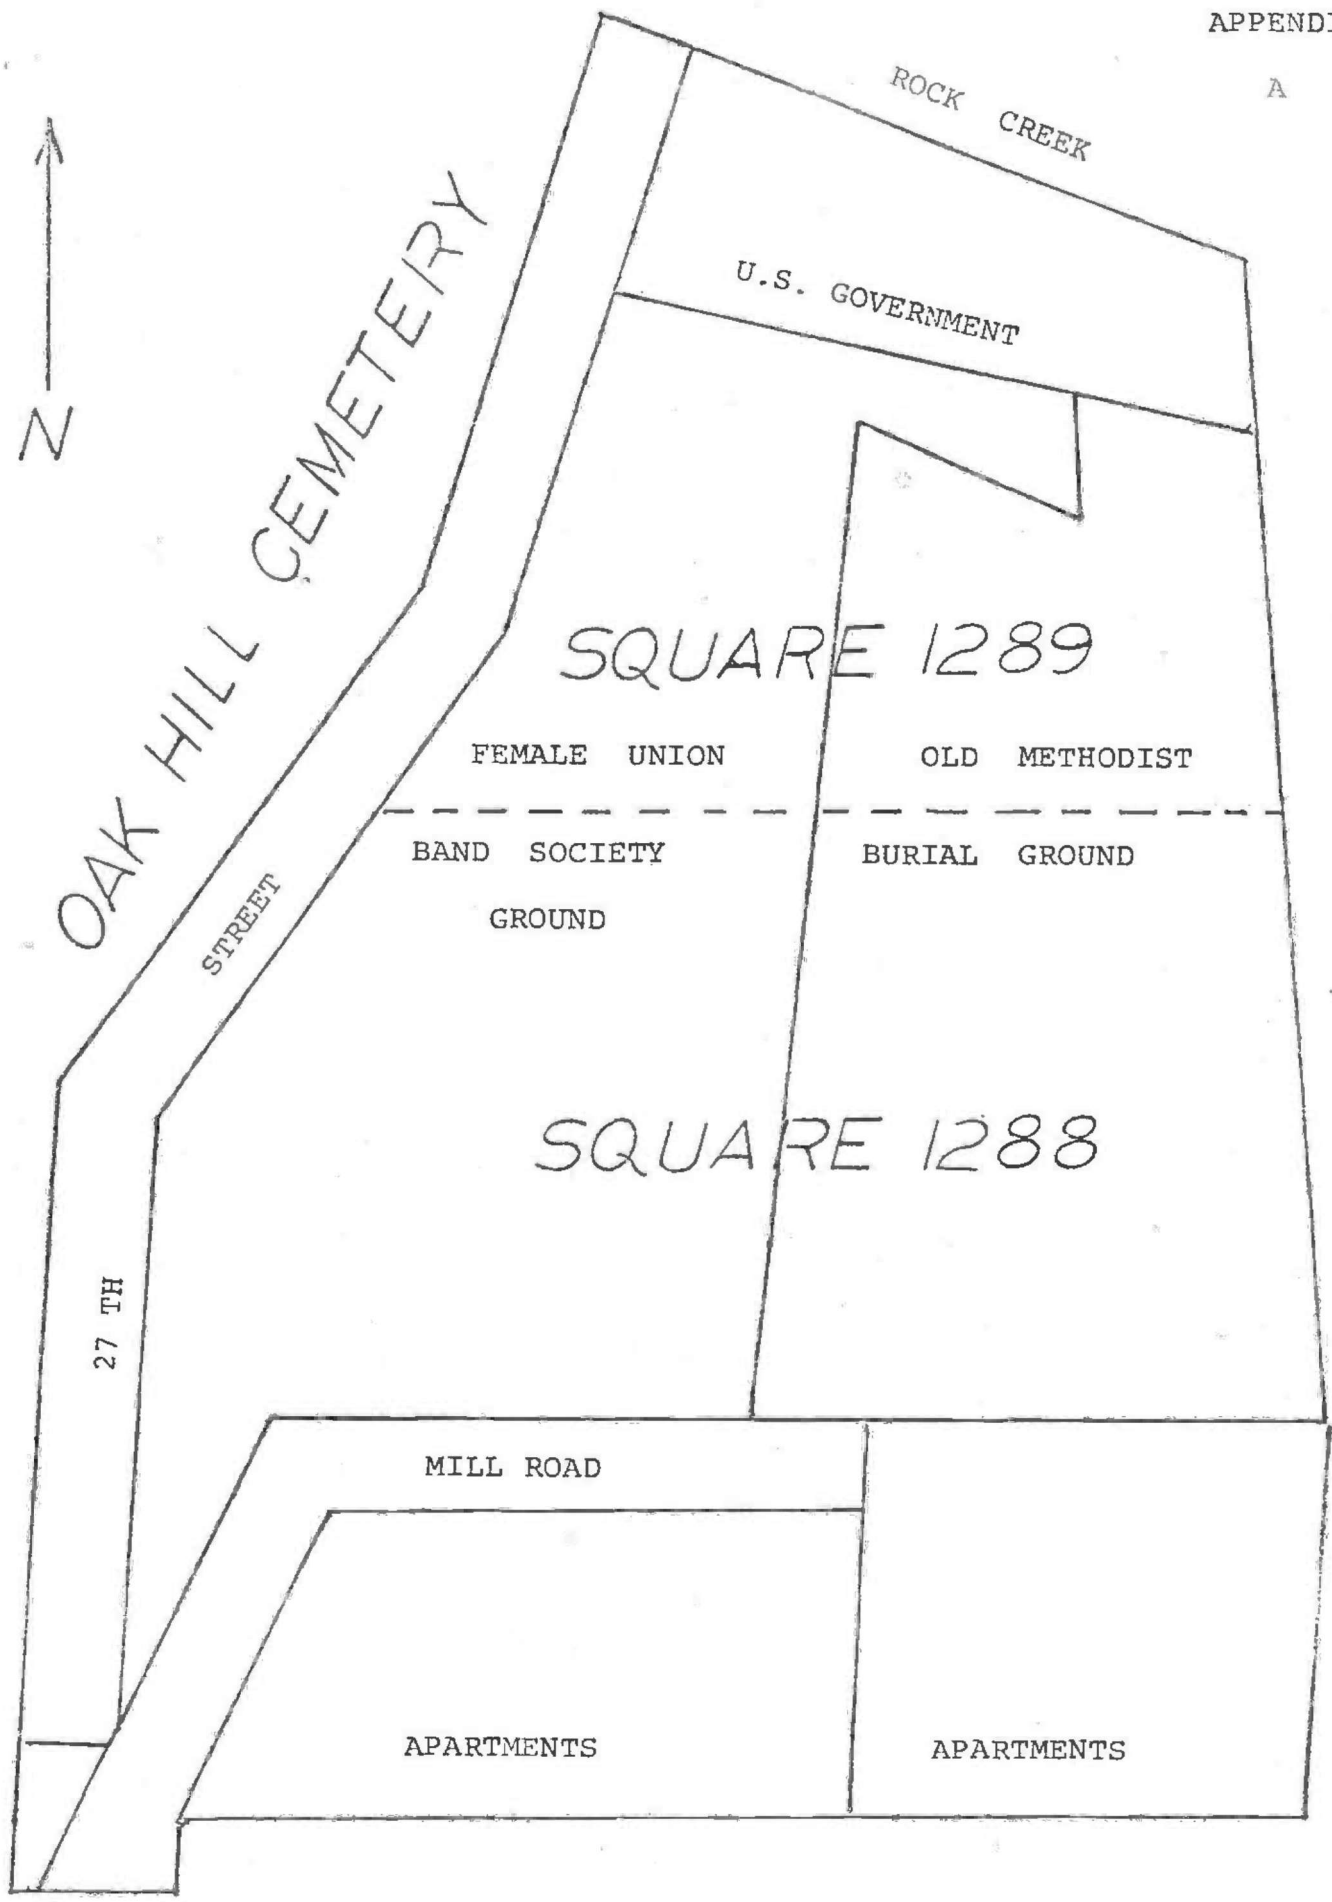 APPENDI
A
ROCK CREEK
U.S. GOVERNMENT
N
OAK HILL CEMETERY
SQUARE 1289
FEMALE UNION
OLD METHODIST
BAND SOCIETY
BURIAL GROUND
GROUND
STREET
SQUARE 1288
27 TH
MILL ROAD
APARTMENTS
APARTMENTS